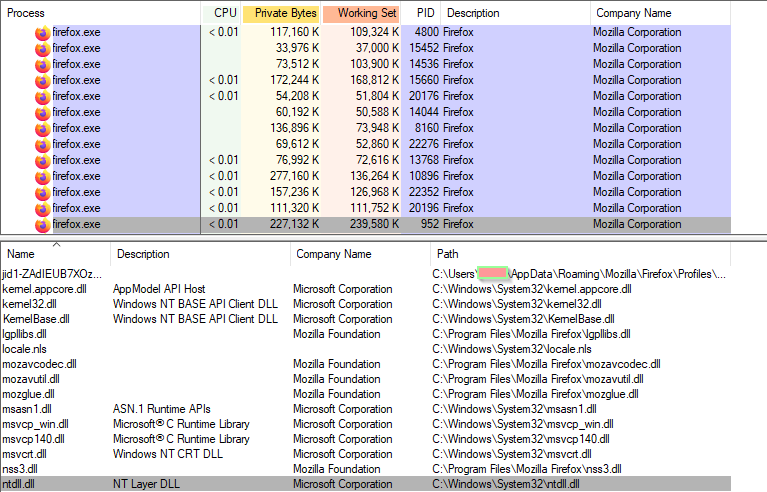 Process CPU Private Bytes Working Set PID Description Company Name
firefox.exe < 0.01 117,160 K 109,324 K 4800 Firefox Mozilla Corporation
firefox.exe 33,976 K 37,000 K 15452 Firefox Mozilla Corporation
firefox.exe 73,512 K 103,900 K 14536 Firefox Mozilla Corporation
firefox.exe < 0.01 172,244 K 168,812 K 15660 Firefox Mozilla Corporation
firefox.exe < 0.01 54,208 K 51,804 K 20176 Firefox Mozilla Corporation
firefox.exe 60,192 K 50,588 K 14044 Firefox Mozilla Corporation
firefox.exe 136,896 K 73,948 K 8160 Firefox Mozilla Corporation
firefox.exe 69,612 K 52,860 K 22276 Firefox Mozilla Corporation
firefox.exe < 0.01 76,992 K 72,616 K 13768 Firefox Mozilla Corporation
firefox.exe < 0.01 277,160 K 136,264 K 10896 Firefox Mozilla Corporation
firefox.exe < 0.01 157,236 K 126,968 K 22352 Firefox Mozilla Corporation
firefox.exe < 0.01 111,320 K 111,752 K 20196 Firefox Mozilla Corporation
firefox.exe < 0.01 227,132 K 239,580 K 952 Firefox Mozilla Corporation
Name Description Company Name Path
jid1-ZAdIEUB7XOz... C:\Users\ \AppData\Roaming\Mozilla\Firefox\Profiles\...
kernel.appcore.dll AppModel API Host Microsoft Corporation C:\Windows\System32\kernel.appcore.dll
kernel32.dll Windows NT BASE API Client DLL Microsoft Corporation C:\Windows\System32\kernel32.dll
KernelBase.dll Windows NT BASE API Client DLL Microsoft Corporation C:\Windows\System32\KernelBase.dll
lgpllibs.dll Mozilla Foundation C:\Program Files\Mozilla Firefox\lgpllibs.dll
locale.nls C:\Windows\System32\locale.nls
mozavcodec.dll Mozilla Foundation C:\Program Files\Mozilla Firefox\mozavcodec.dll
mozavutil.dll Mozilla Foundation C:\Program Files\Mozilla Firefox\mozavutil.dll
mozglue.dll Mozilla Foundation C:\Program Files\Mozilla Firefox\mozglue.dll
msasn1.dll ASN.1 Runtime APIs Microsoft Corporation C:\Windows\System32\msasn1.dll
msvcp_win.dll Microsoft® C Runtime Library Microsoft Corporation C:\Windows\System32\msvcp_win.dll
msvcp140.dll Microsoft® C Runtime Library Microsoft Corporation C:\Windows\System32\msvcp140.dll
msvcrt.dll Windows NT CRT DLL Microsoft Corporation C:\Windows\System32\msvcrt.dll
nss3.dll Mozilla Foundation C:\Program Files\Mozilla Firefox\nss3.dll
ntdll.dll NT Layer DLL Microsoft Corporation C:\Windows\System32\ntdll.dll